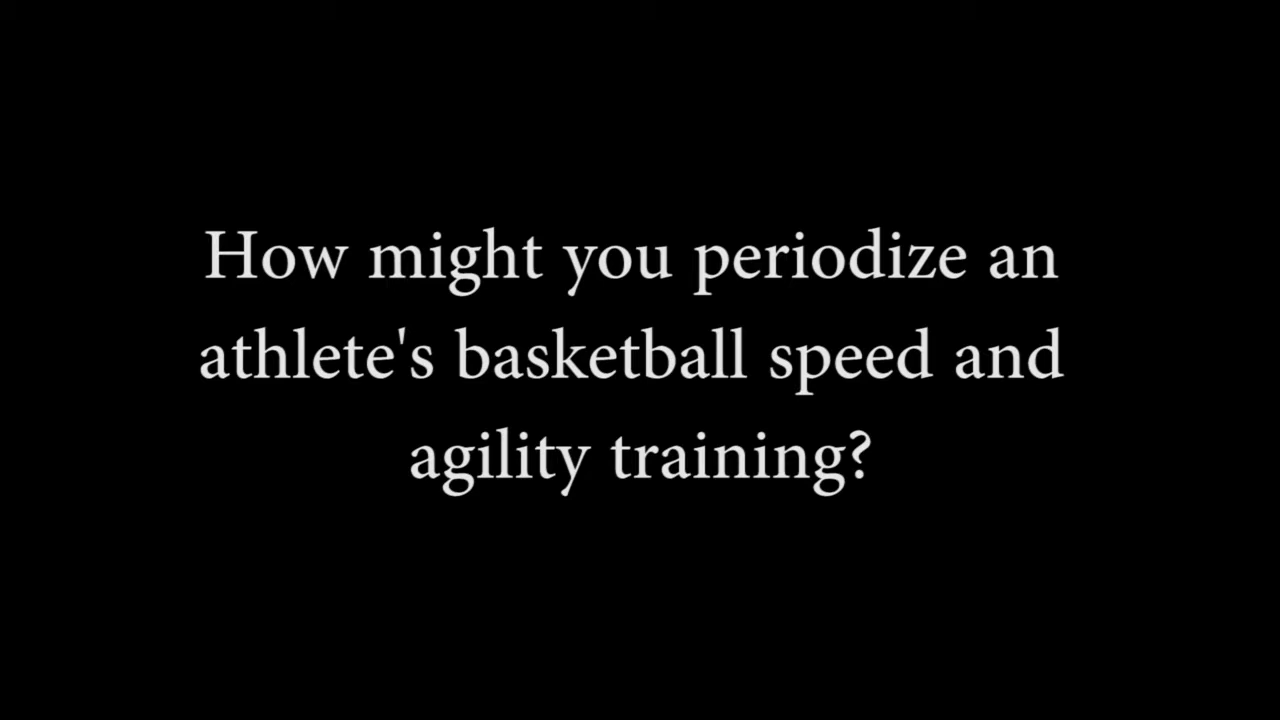 How might you periodize an
athlete's basketball speed and
agility training?